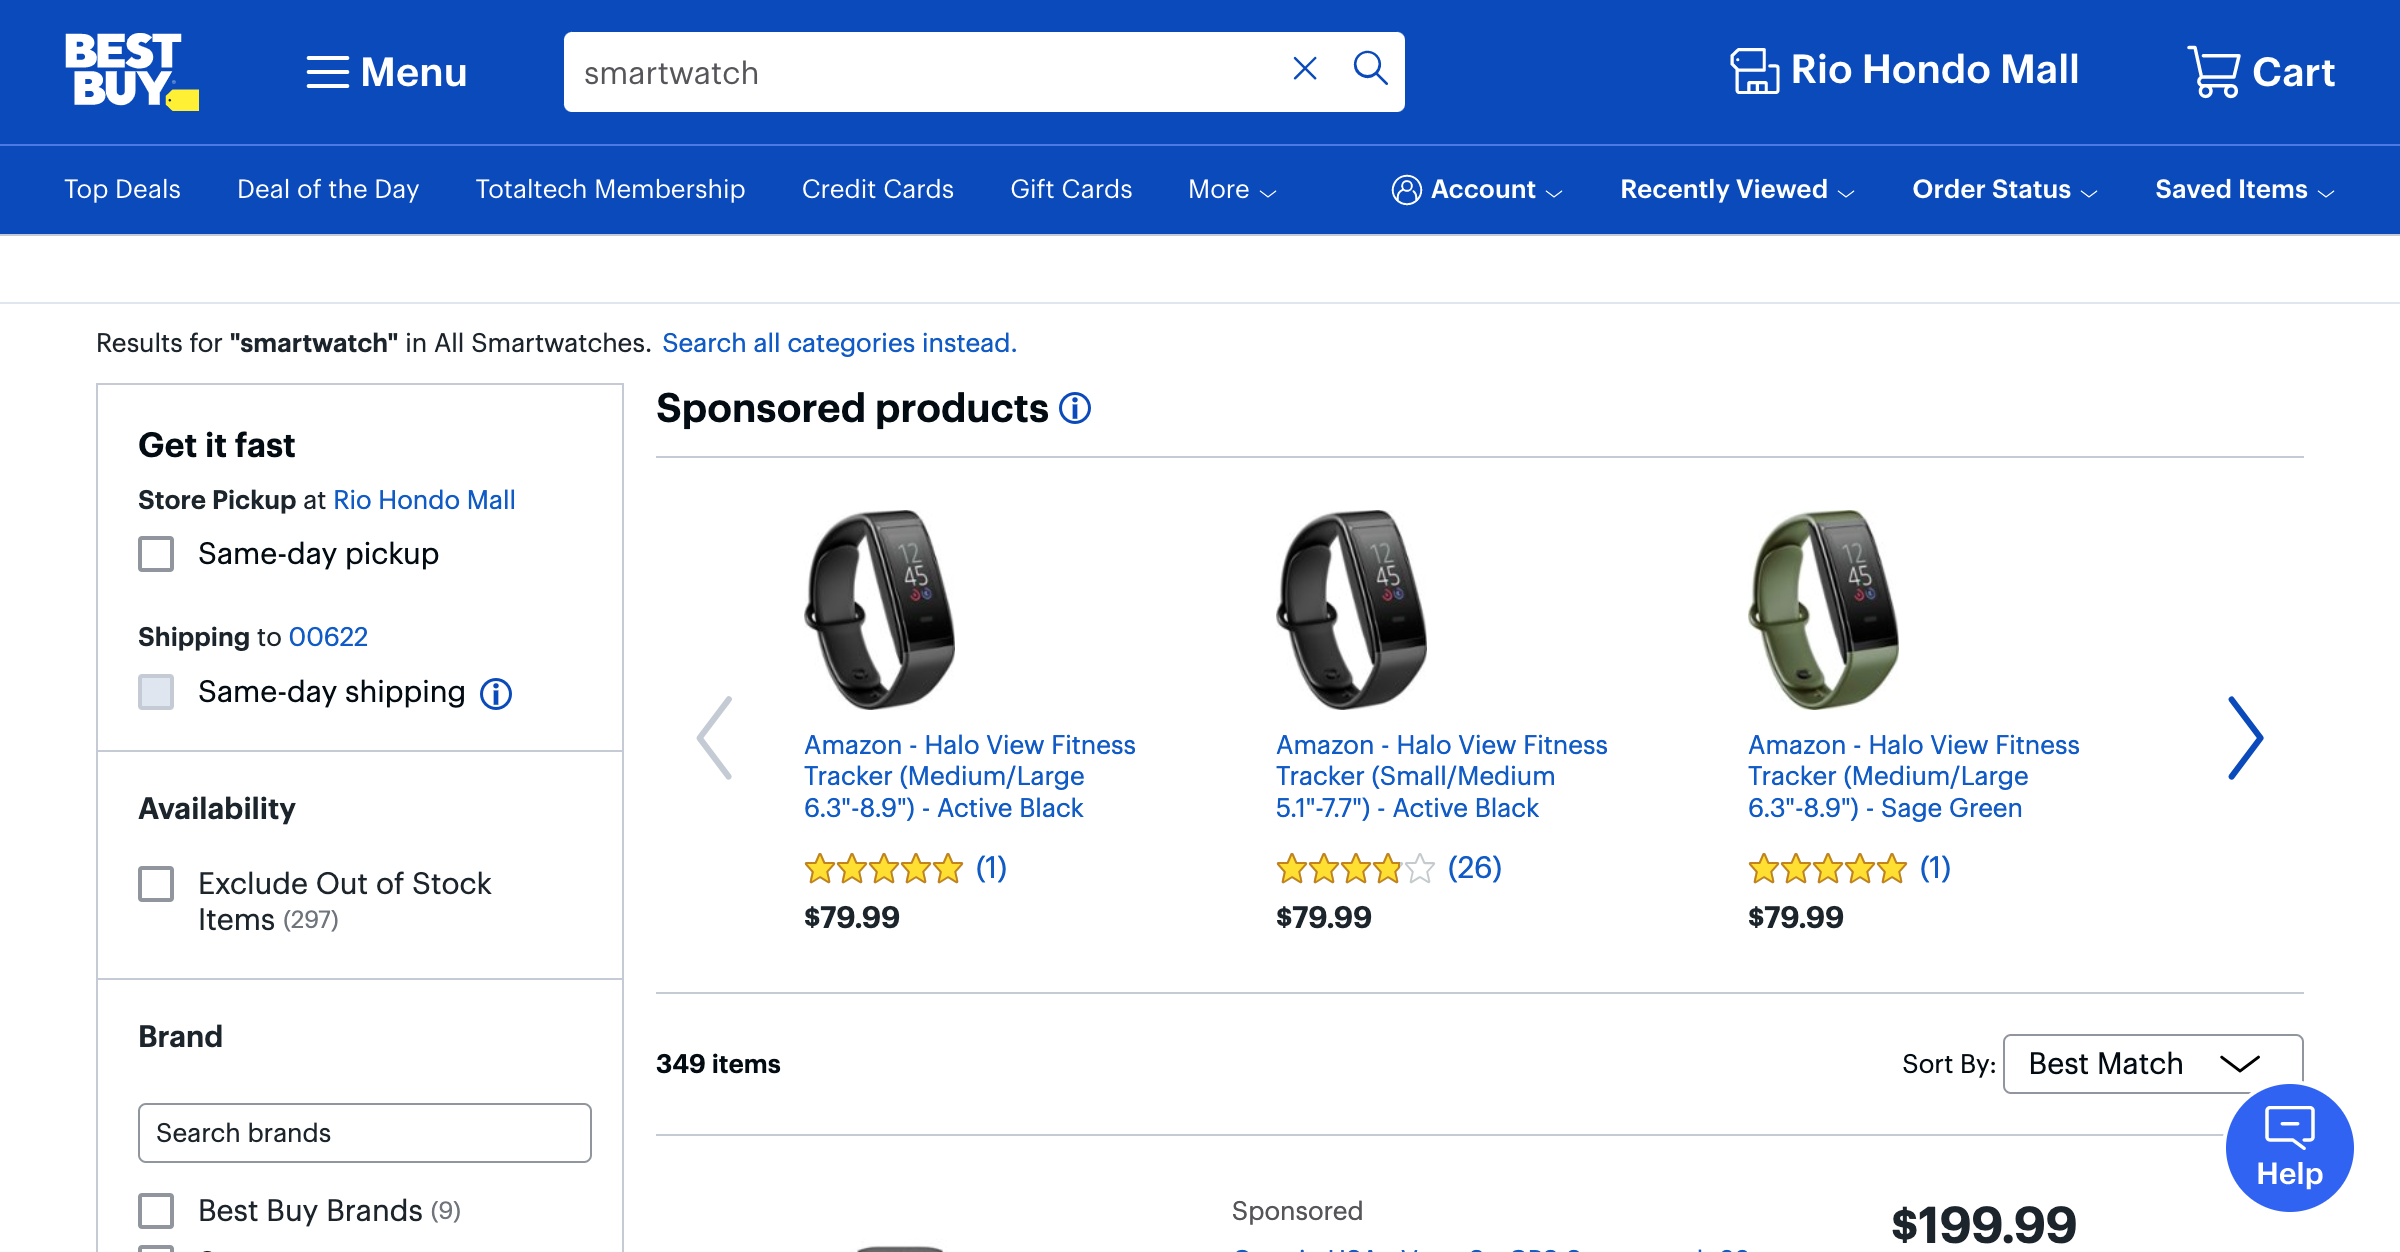 BEST BUY
Menu
smartwatch
Rio Hondo Mall
Cart
Top Deals
Deal of the Day
Totaltech Membership
Credit Cards
Gift Cards
More
Account
Recently Viewed
Order Status
Saved Items
Results for "smartwatch" in All Smartwatches. Search all categories instead.
Get it fast
Store Pickup at Rio Hondo Mall
Same-day pickup
Shipping to 00622
Same-day shipping
Availability
Exclude Out of Stock
Items (297)
Brand
Search brands
Best Buy Brands (9)
Sponsored products
12
45
Amazon - Halo View Fitness
Tracker (Medium/Large
6.3"-8.9") - Active Black
(1)
$79.99
12
45
Amazon - Halo View Fitness
Tracker (Small/Medium
5.1"-7.7") - Active Black
(26)
$79.99
12
45
Amazon - Halo View Fitness
Tracker (Medium/Large
6.3"-8.9") - Sage Green
(1)
$79.99
349 items
Sort By:
Best Match
Sponsored
$199.99
Help